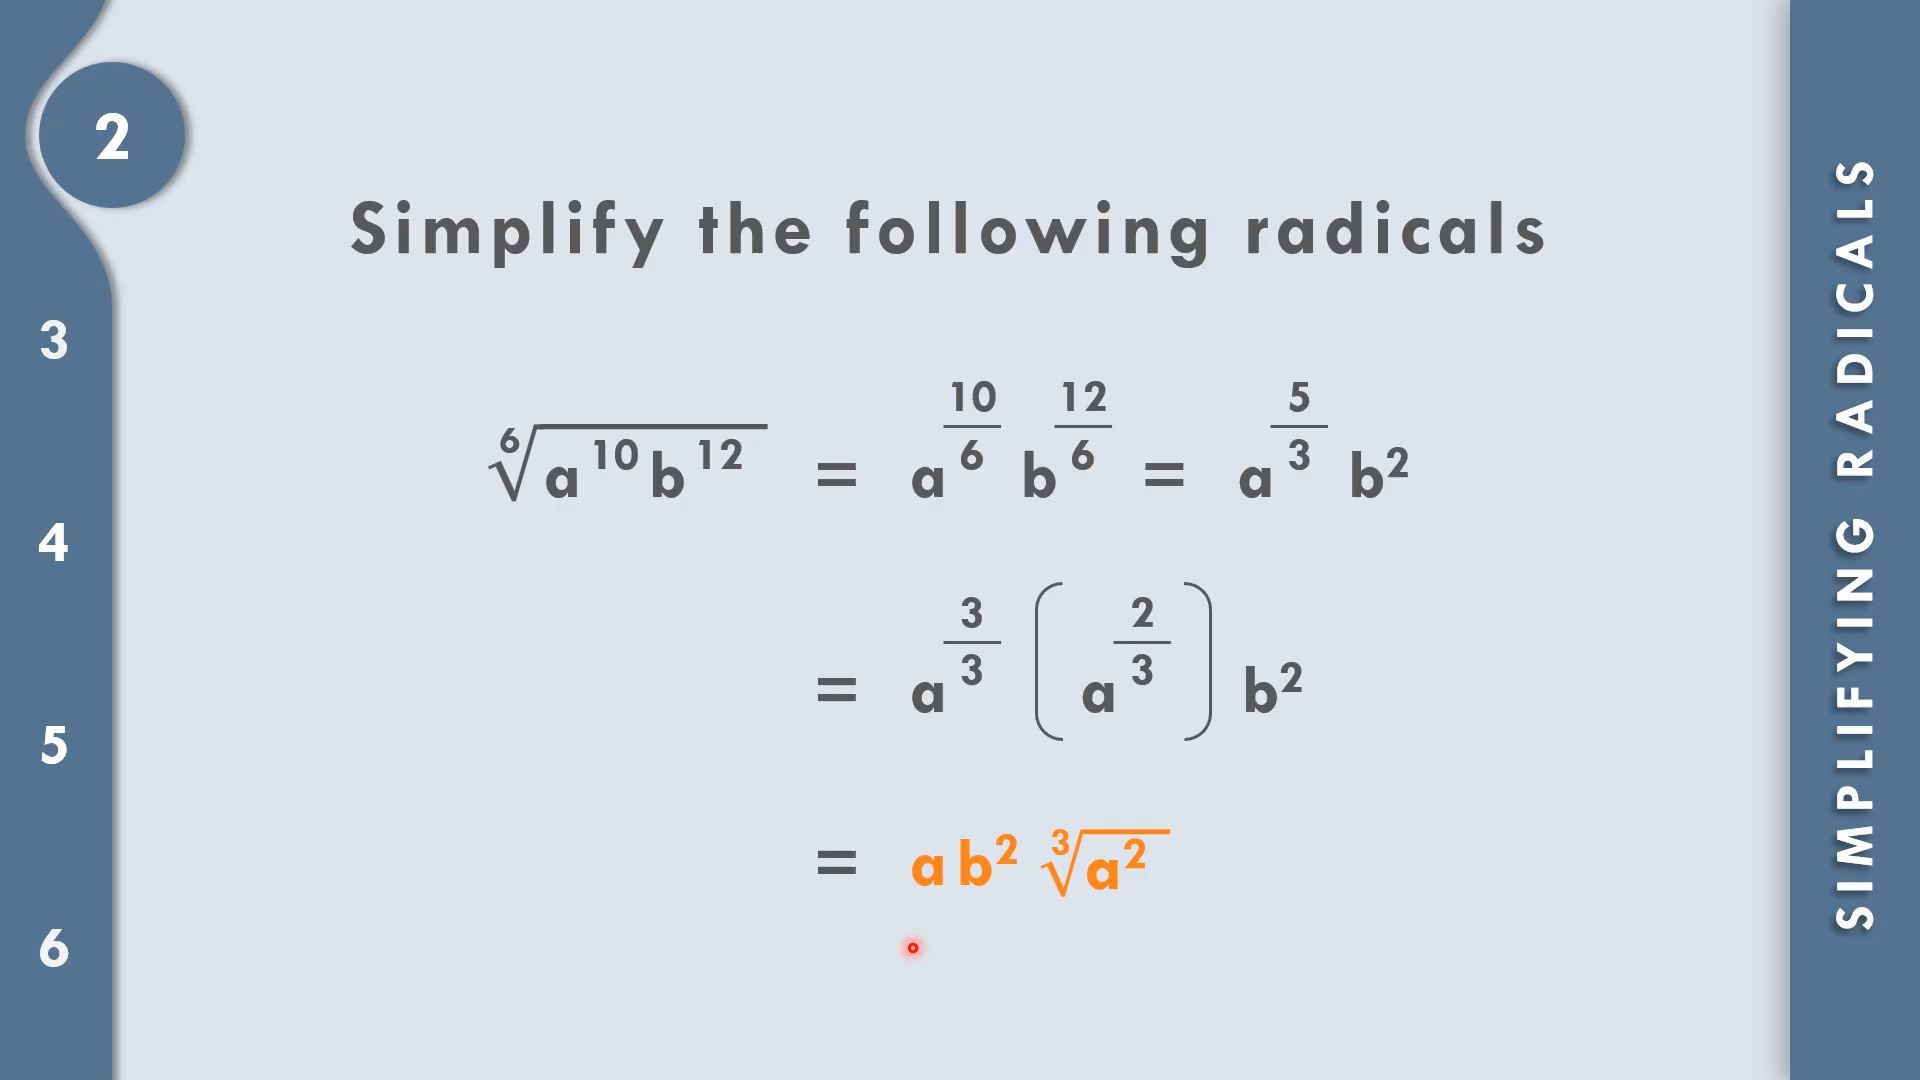 2
Simplify the following radicals
3
4
5
6
⁶√(a¹⁰b¹²) = a^(10/6) b^(12/6) = a^(5/3) b²
= a^(3/3) (a^(2/3)) b²
= ab² ³√(a²)
SIMPLIFYING RADICALS